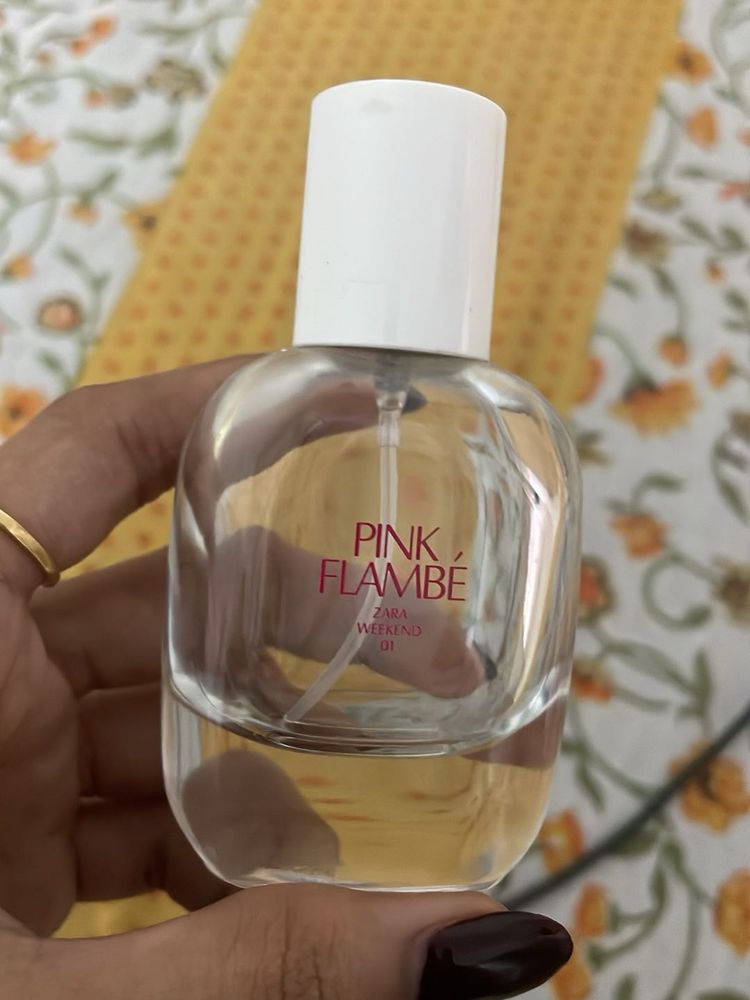 PINK
FLAMBÉ
ZARA
WEEKEND
01